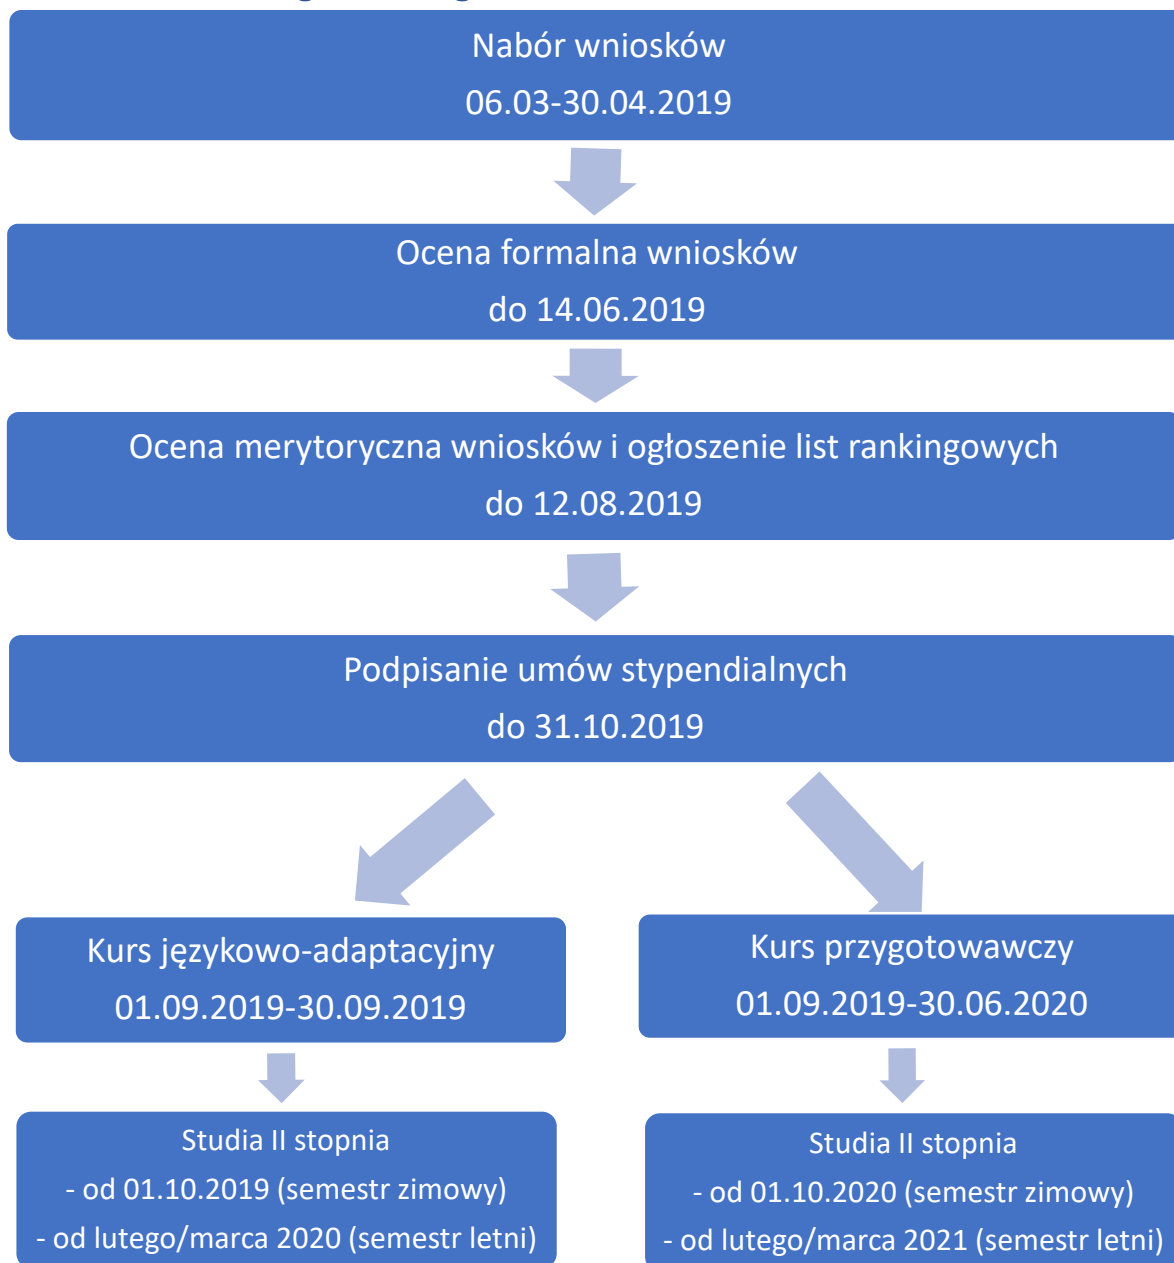 Nabór wniosków
06.03-30.04.2019
Ocena formalna wniosków
do 14.06.2019
Ocena merytoryczna wniosków i ogłoszenie list rankingowych
do 12.08.2019
Podpisanie umów stypendialnych
do 31.10.2019
Kurs językowo-adaptacyjny
01.09.2019-30.09.2019
Kurs przygotowawczy
01.09.2019-30.06.2020
Studia II stopnia
- od 01.10.2019 (semestr zimowy)
- od lutego/marca 2020 (semestr letni)
Studia II stopnia
- od 01.10.2020 (semestr zimowy)
- od lutego/marca 2021 (semestr letni)